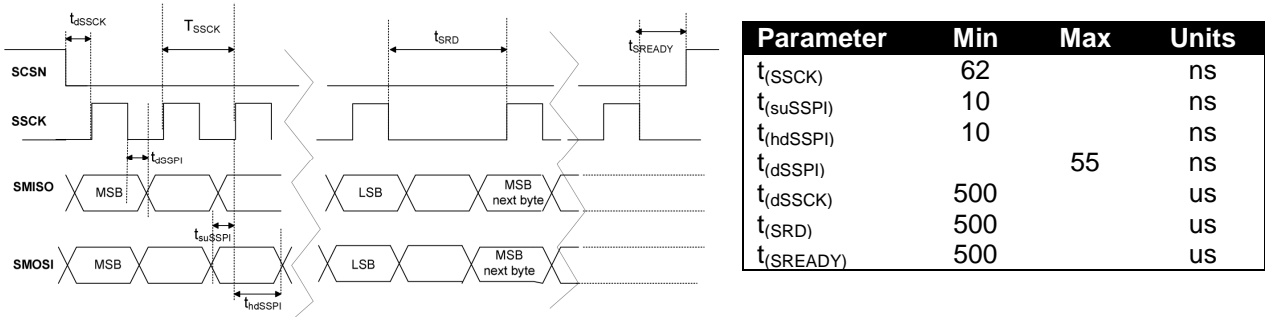 tdSSCK
TSSCK
tSRD
tSREADY
SCSN
SSCK
tdSSPI
SMISO
MSB
LSB
MSB
next byte
tsuSSPI
SMOSI
MSB
LSB
MSB
next byte
thdSSPI
Parameter Min Max Units
t(SSCK) 62 ns
t(suSSPI) 10 ns
t(hdSSPI) 10 ns
t(dSSPI) 55 ns
t(dSSCK) 500 us
t(SRD) 500 us
t(SREADY) 500 us